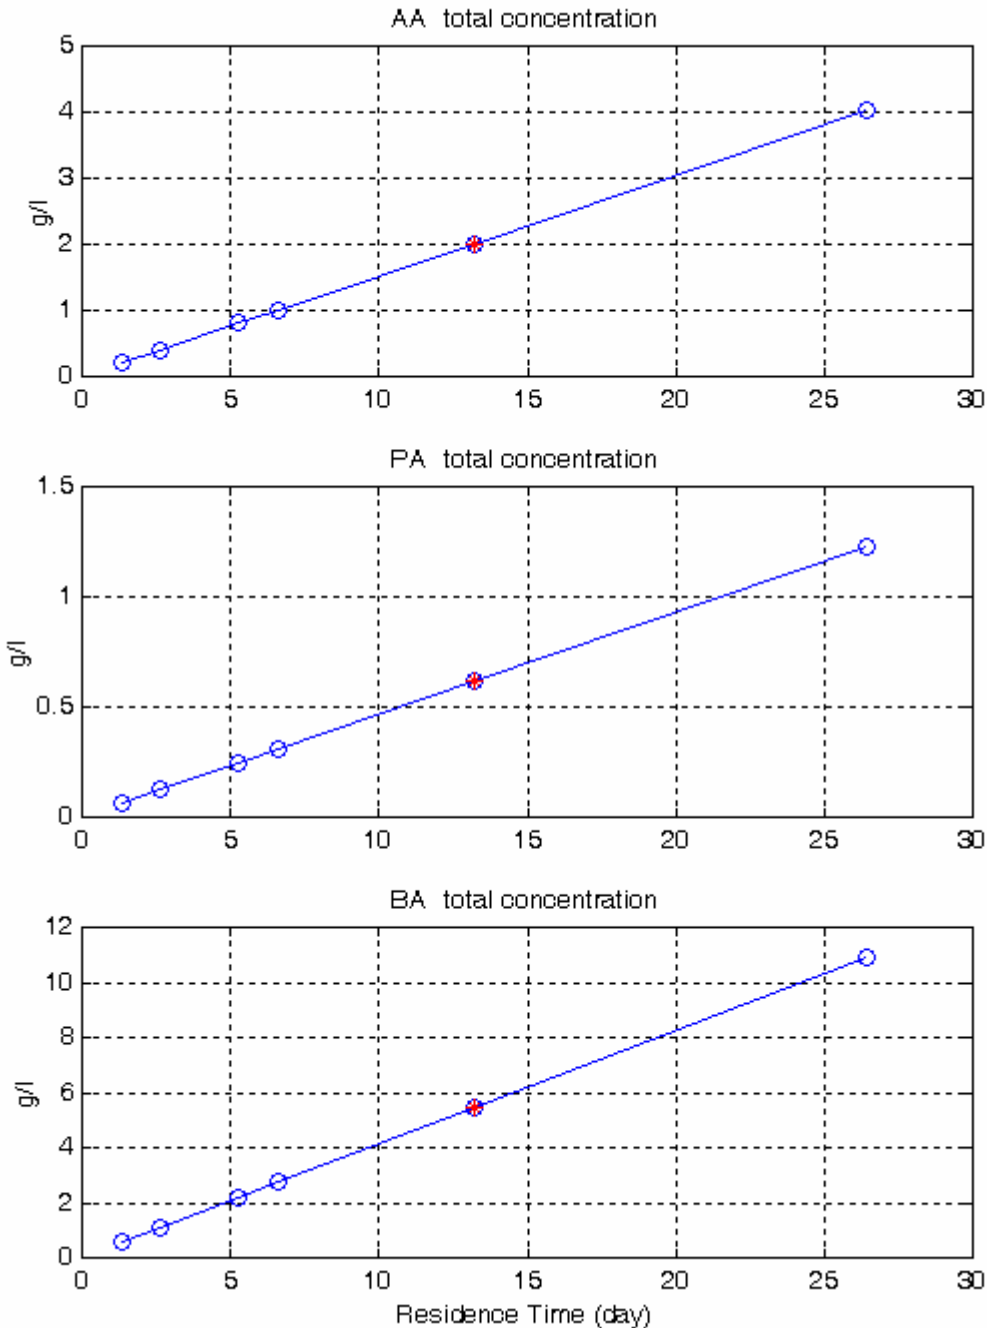 AA total concentration
5
4
3
2
1
0
g/l
0 5 10 15 20 25 30
PA total concentration
1.5
1
0.5
0
g/l
0 5 10 15 20 25 30
BA total concentration
12
10
8
6
4
2
0
g/l
0 5 10 15 20 25 30
Residence Time (day)